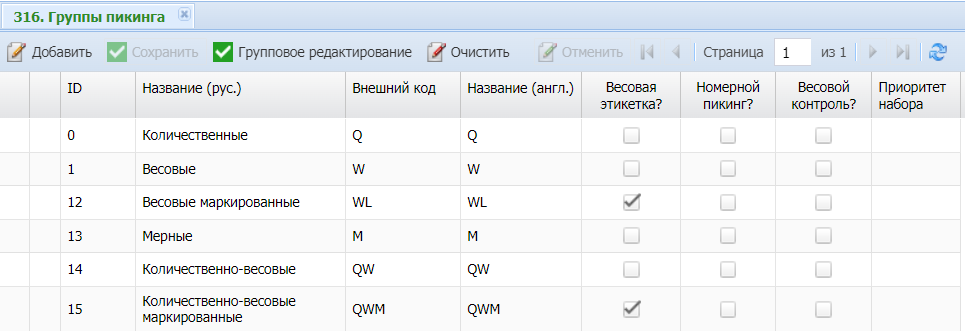 316. Группы пикинга
Добавить Сохранить Групповое редактирование Очистить Отменить Страница 1 из 1
ID Название (рус.) Внешний код Название (англ.) Весовая этикетка? Номерной пикинг? Весовой контроль? Приоритет набора
0 Количественные Q Q
1 Весовые W W
12 Весовые маркированные WL WL
13 Мерные M M
14 Количественно-весовые QW QW
15 Количественно-весовые маркированные QWM QWM